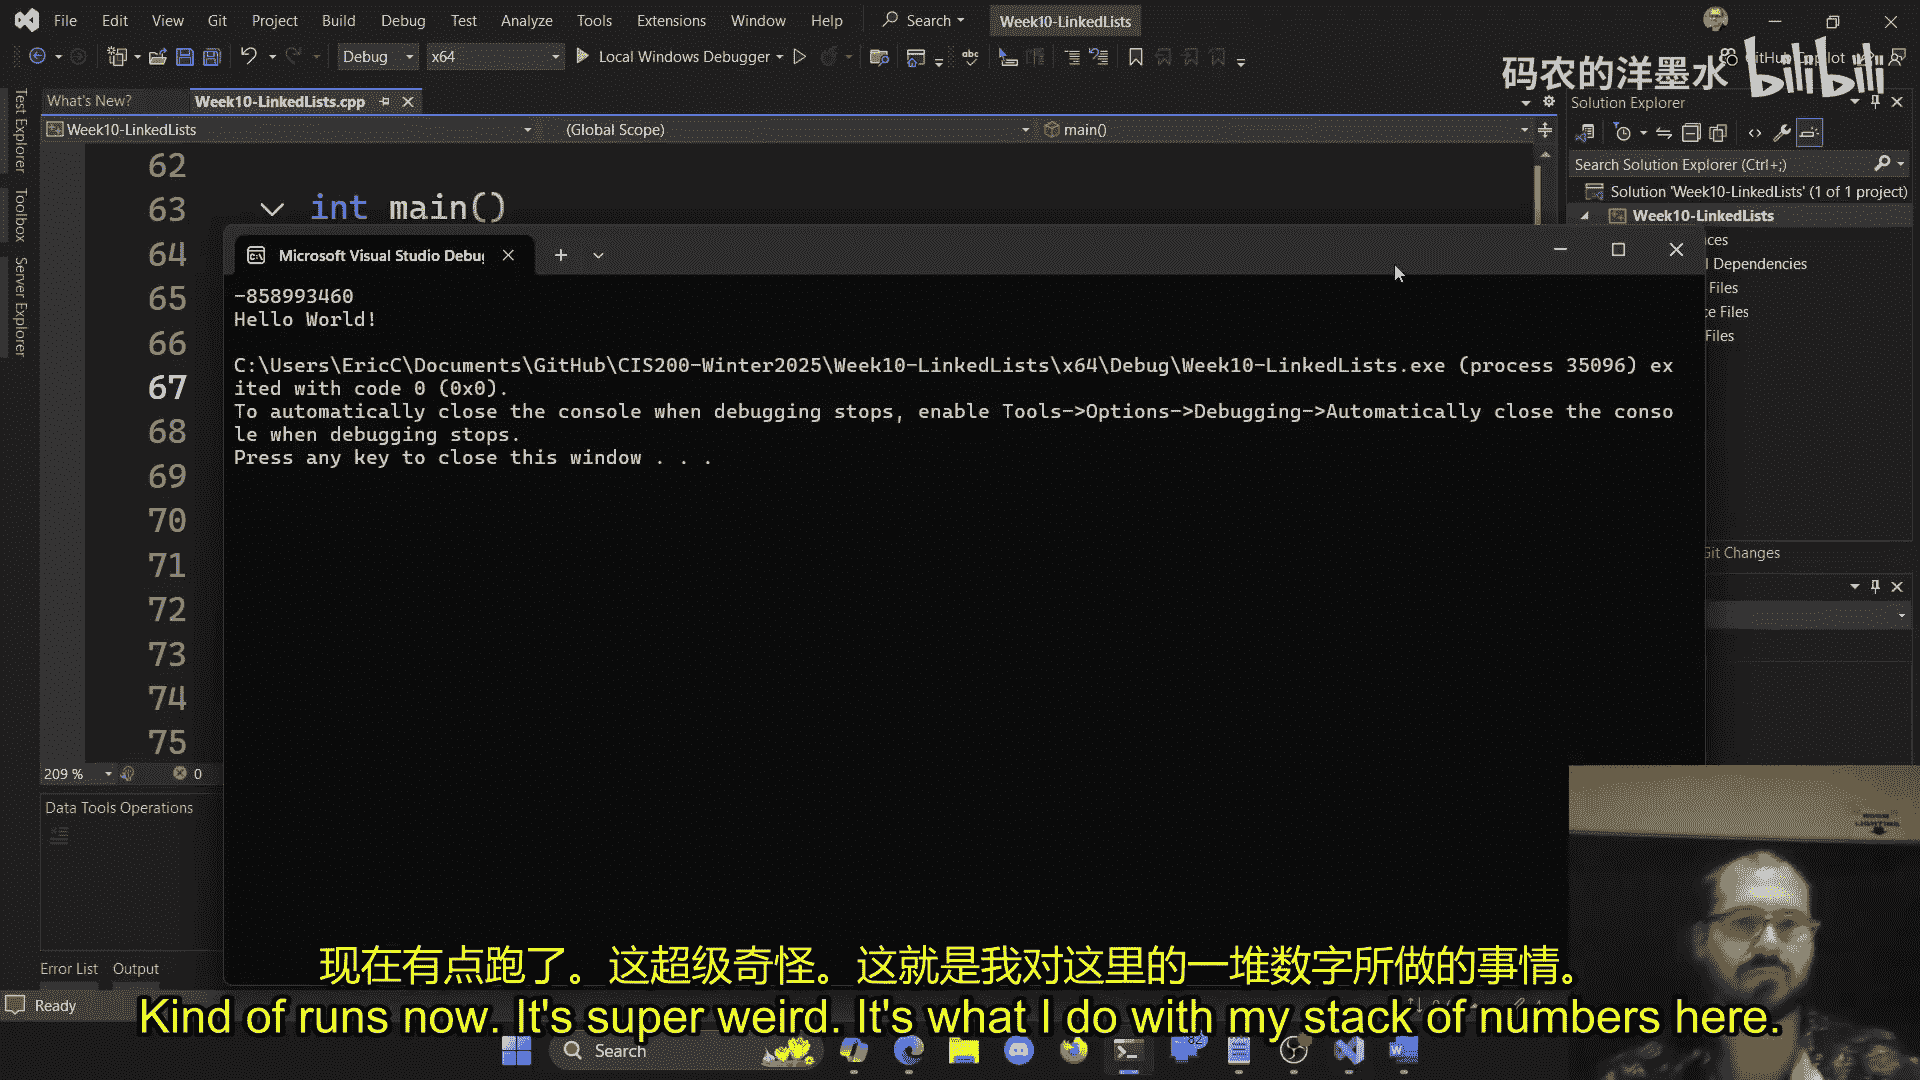 File Edit View Git Project Build Debug Test Analyze Tools Extensions Window Help Search Week10-LinkedLists
Debug x64 Local Windows Debugger
码农的洋墨水 bilibili
What's New? Week10-LinkedLists.cpp
Solution Explorer
Week10-LinkedLists (Global Scope) main()
Search Solution Explorer (Ctrl+;)
Solution 'Week10-LinkedLists' (1 of 1 project)
Week10-LinkedLists
Dependencies
Files
Files
Files
Test Explorer
Toolbox
Server Explorer
62
63 int main()
64
65
66
67
68
69
70
71
72
73
74
75
Microsoft Visual Studio Debug
-858993460
Hello World!
C:\Users\EricC\Documents\GitHub\CIS200-Winter2025\Week10-LinkedLists\x64\Debug\Week10-LinkedLists.exe (process 35096) ex
ited with code 0 (0x0).
To automatically close the console when debugging stops, enable Tools->Options->Debugging->Automatically close the conso
le when debugging stops.
Press any key to close this window . . .
Git Changes
209 % 0
Data Tools Operations
Error List Output
Ready
现在有点跑了。这超级奇怪。这就是我对这里的一堆数字所做的事情。
Kind of runs now. It's super weird. It's what I do with my stack of numbers here.
Search